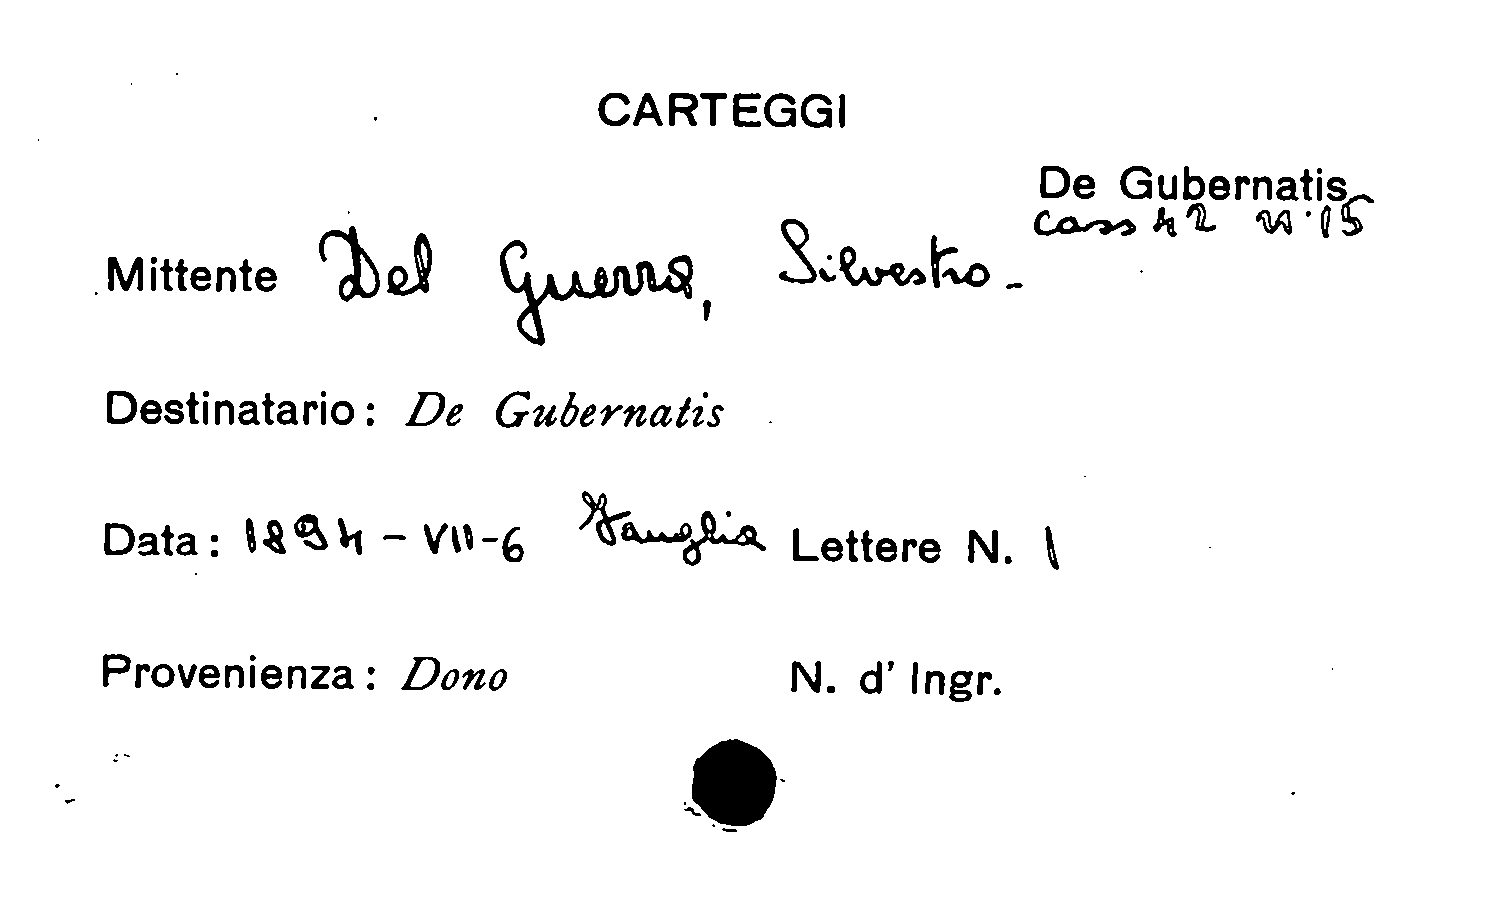 CARTEGGI
De Gubernatis
cass 42 n. 15
Mittente Del Guerra, Silvestro -
Destinatario: De Gubernatis
Data: 1894 - VII - 6 Lettere N. 1
Provenienza: Dono N. d' Ingr.